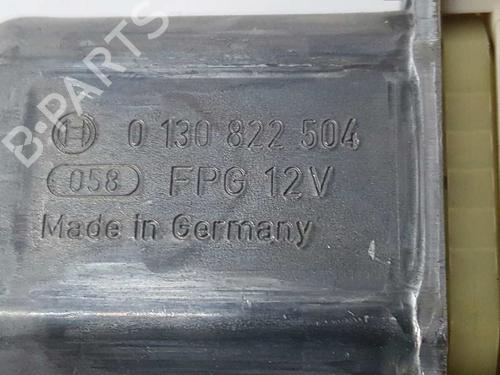 B-PARTS
0 130 822 504
058 FPG 12V
Made in Germany